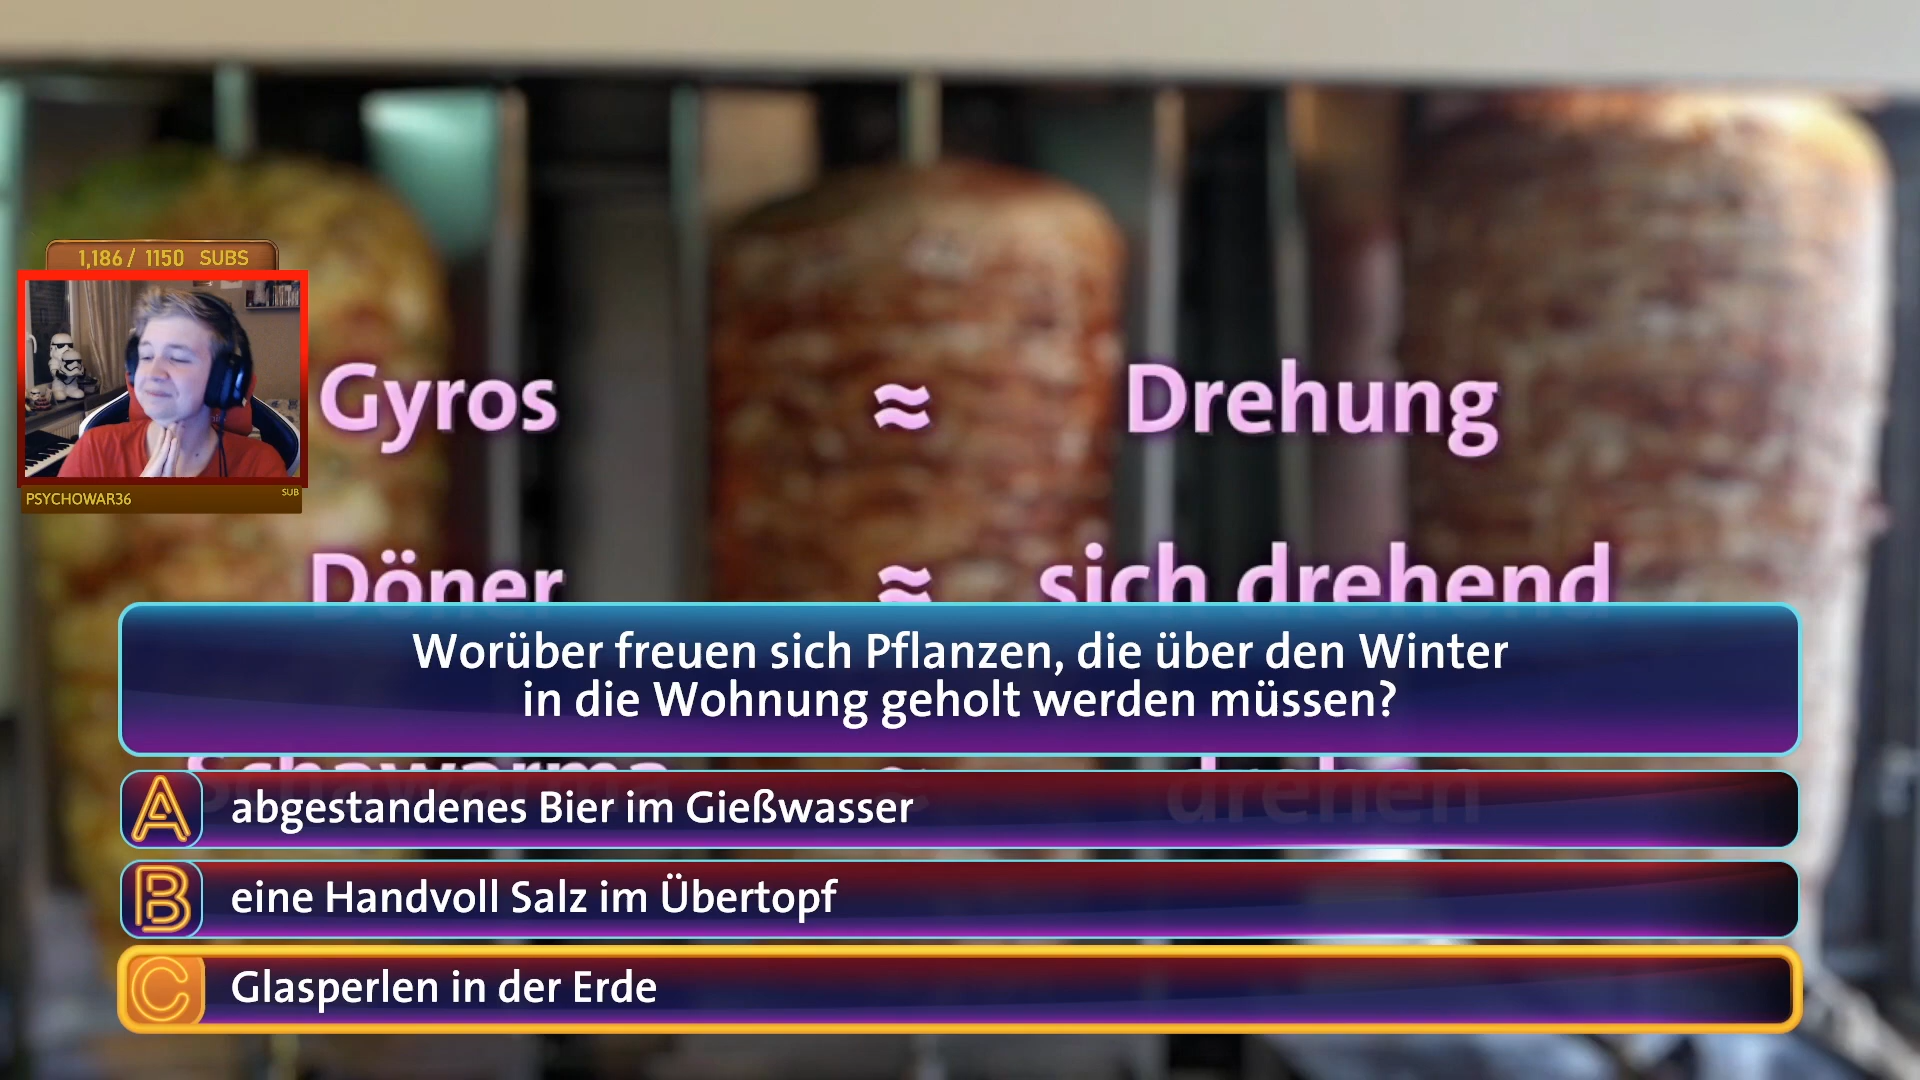 1,186 / 1150 SUBS
PSYCHOWAR36
SUB
Gyros ≈ Drehung
Döner ≈ sich drehend
Worüber freuen sich Pflanzen, die über den Winter
in die Wohnung geholt werden müssen?
Schawarma ≈ drehen
A abgestandenes Bier im Gießwasser
B eine Handvoll Salz im Übertopf
C Glasperlen in der Erde